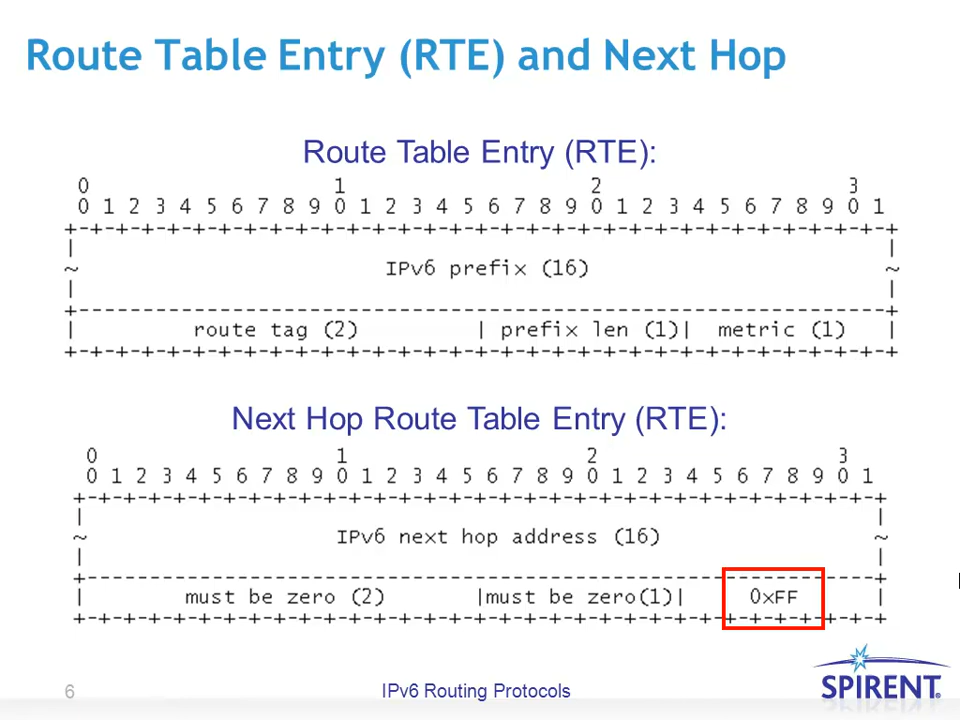 Route Table Entry (RTE) and Next Hop
Route Table Entry (RTE):
0 1 2 3
0 1 2 3 4 5 6 7 8 9 0 1 2 3 4 5 6 7 8 9 0 1 2 3 4 5 6 7 8 9 0 1
+-+-+-+-+-+-+-+-+-+-+-+-+-+-+-+-+-+-+-+-+-+-+-+-+-+-+-+-+-+-+-+-+
| |
~ IPv6 prefix (16) ~
| |
+---------------------------------------------------------------+
| route tag (2) | prefix len (1)| metric (1) |
+-+-+-+-+-+-+-+-+-+-+-+-+-+-+-+-+-+-+-+-+-+-+-+-+-+-+-+-+-+-+-+-+
Next Hop Route Table Entry (RTE):
0 1 2 3
0 1 2 3 4 5 6 7 8 9 0 1 2 3 4 5 6 7 8 9 0 1 2 3 4 5 6 7 8 9 0 1
+-+-+-+-+-+-+-+-+-+-+-+-+-+-+-+-+-+-+-+-+-+-+-+-+-+-+-+-+-+-+-+-+
| |
~ IPv6 next hop address (16) ~
| |
+---------------------------------------------------------------+
| must be zero (2) |must be zero(1)| 0xFF |
+-+-+-+-+-+-+-+-+-+-+-+-+-+-+-+-+-+-+-+-+-+-+-+-+-+-+-+-+-+-+-+-+
6 IPv6 Routing Protocols
SPIRENT®